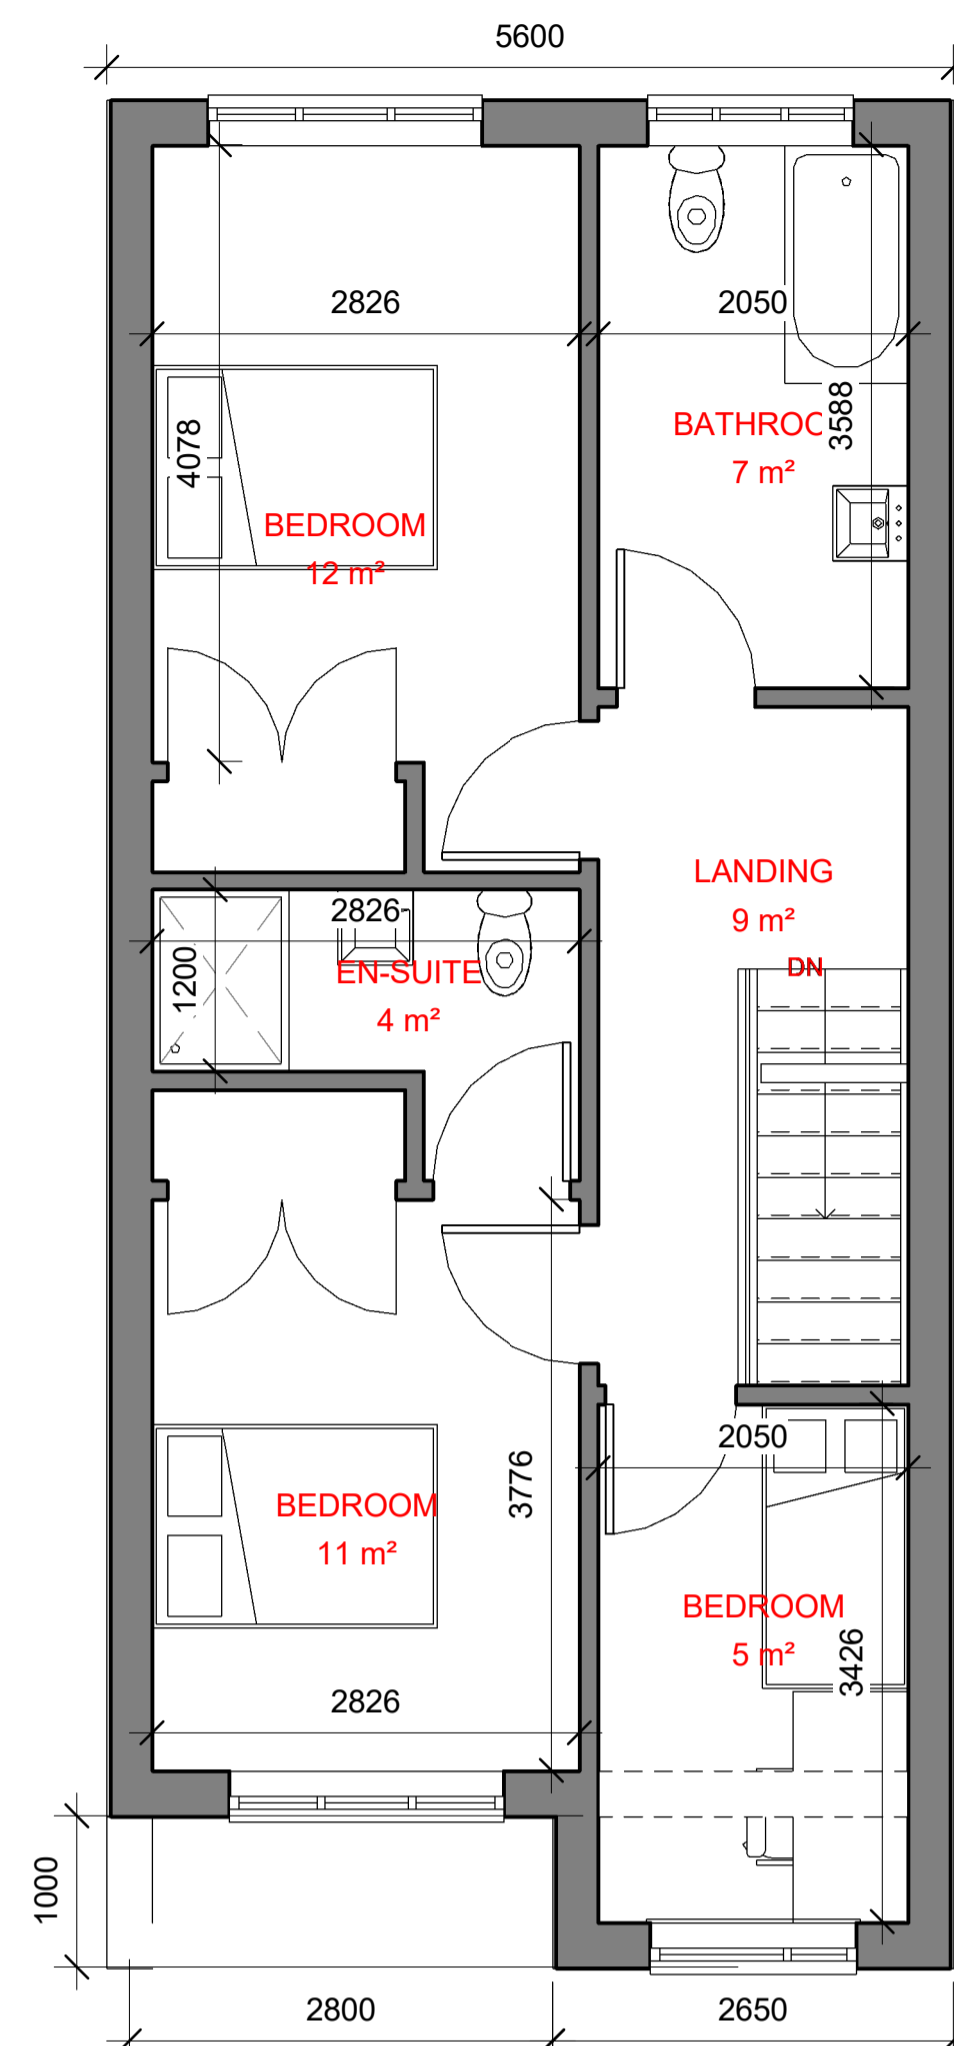 5600
2826
2050
4078
3588
BATHROO
7 m²
BEDROOM
12 m²
LANDING
9 m²
DN
2826
1200
EN-SUITE
4 m²
2050
3776
BEDROOM
11 m²
BEDROOM
5 m²
3426
2826
1000
2800
2650